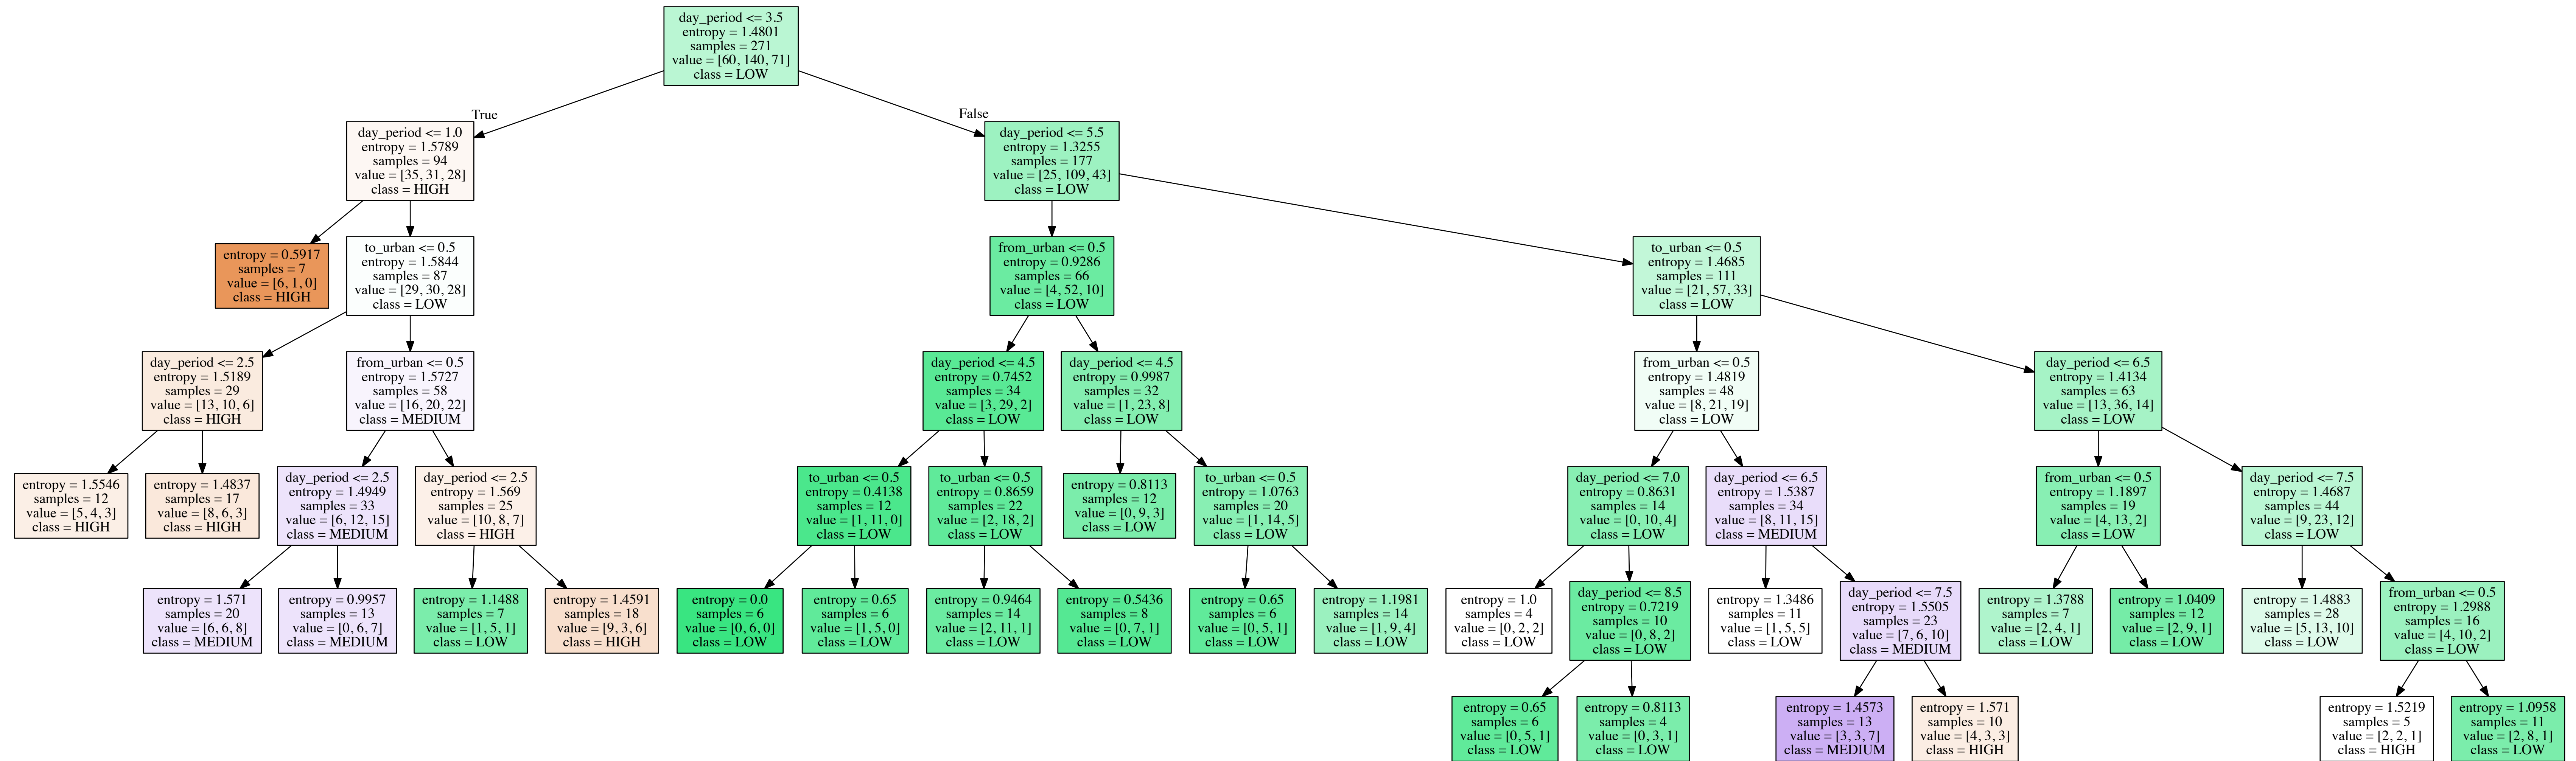 day_period <= 3.5
entropy = 1.4801
samples = 271
value = [60, 140, 71]
class = LOW
True
False
day_period <= 1.0
entropy = 1.5789
samples = 94
value = [35, 31, 28]
class = HIGH
day_period <= 5.5
entropy = 1.3255
samples = 177
value = [25, 109, 43]
class = LOW
entropy = 0.5917
samples = 7
value = [6, 1, 0]
class = HIGH
to_urban <= 0.5
entropy = 1.5844
samples = 87
value = [29, 30, 28]
class = LOW
from_urban <= 0.5
entropy = 0.9286
samples = 66
value = [4, 52, 10]
class = LOW
to_urban <= 0.5
entropy = 1.4685
samples = 111
value = [21, 57, 33]
class = LOW
day_period <= 2.5
entropy = 1.5189
samples = 29
value = [13, 10, 6]
class = HIGH
from_urban <= 0.5
entropy = 1.5727
samples = 58
value = [16, 20, 22]
class = MEDIUM
day_period <= 4.5
entropy = 0.7452
samples = 34
value = [3, 29, 2]
class = LOW
day_period <= 4.5
entropy = 0.9987
samples = 32
value = [1, 23, 8]
class = LOW
from_urban <= 0.5
entropy = 1.4819
samples = 48
value = [8, 21, 19]
class = LOW
day_period <= 6.5
entropy = 1.4134
samples = 63
value = [13, 36, 14]
class = LOW
entropy = 1.5546
samples = 12
value = [5, 4, 3]
class = HIGH
entropy = 1.4837
samples = 17
value = [8, 6, 3]
class = HIGH
day_period <= 2.5
entropy = 1.4949
samples = 33
value = [6, 12, 15]
class = MEDIUM
day_period <= 2.5
entropy = 1.569
samples = 25
value = [10, 8, 7]
class = HIGH
to_urban <= 0.5
entropy = 0.4138
samples = 12
value = [1, 11, 0]
class = LOW
to_urban <= 0.5
entropy = 0.8659
samples = 22
value = [2, 18, 2]
class = LOW
entropy = 0.8113
samples = 12
value = [0, 9, 3]
class = LOW
to_urban <= 0.5
entropy = 1.0763
samples = 20
value = [1, 14, 5]
class = LOW
day_period <= 7.0
entropy = 0.8631
samples = 14
value = [0, 10, 4]
class = LOW
day_period <= 6.5
entropy = 1.5387
samples = 34
value = [8, 11, 15]
class = MEDIUM
from_urban <= 0.5
entropy = 1.1897
samples = 19
value = [4, 13, 2]
class = LOW
day_period <= 7.5
entropy = 1.4687
samples = 44
value = [9, 23, 12]
class = LOW
entropy = 1.571
samples = 20
value = [6, 6, 8]
class = MEDIUM
entropy = 0.9957
samples = 13
value = [0, 6, 7]
class = MEDIUM
entropy = 1.1488
samples = 7
value = [1, 5, 1]
class = LOW
entropy = 1.4591
samples = 18
value = [9, 3, 6]
class = HIGH
entropy = 0.0
samples = 6
value = [0, 6, 0]
class = LOW
entropy = 0.65
samples = 6
value = [1, 5, 0]
class = LOW
entropy = 0.9464
samples = 14
value = [2, 11, 1]
class = LOW
entropy = 0.5436
samples = 8
value = [0, 7, 1]
class = LOW
entropy = 0.65
samples = 6
value = [0, 5, 1]
class = LOW
entropy = 1.1981
samples = 14
value = [1, 9, 4]
class = LOW
entropy = 1.0
samples = 4
value = [0, 2, 2]
class = LOW
day_period <= 8.5
entropy = 0.7219
samples = 10
value = [0, 8, 2]
class = LOW
entropy = 1.3486
samples = 11
value = [1, 5, 5]
class = LOW
day_period <= 7.5
entropy = 1.5505
samples = 23
value = [7, 6, 10]
class = MEDIUM
entropy = 1.3788
samples = 7
value = [2, 4, 1]
class = LOW
entropy = 1.0409
samples = 12
value = [2, 9, 1]
class = LOW
entropy = 1.4883
samples = 28
value = [5, 13, 10]
class = LOW
from_urban <= 0.5
entropy = 1.2988
samples = 16
value = [4, 10, 2]
class = LOW
entropy = 0.65
samples = 6
value = [0, 5, 1]
class = LOW
entropy = 0.8113
samples = 4
value = [0, 3, 1]
class = LOW
entropy = 1.4573
samples = 13
value = [3, 3, 7]
class = MEDIUM
entropy = 1.571
samples = 10
value = [4, 3, 3]
class = HIGH
entropy = 1.5219
samples = 5
value = [2, 2, 1]
class = HIGH
entropy = 1.0958
samples = 11
value = [2, 8, 1]
class = LOW